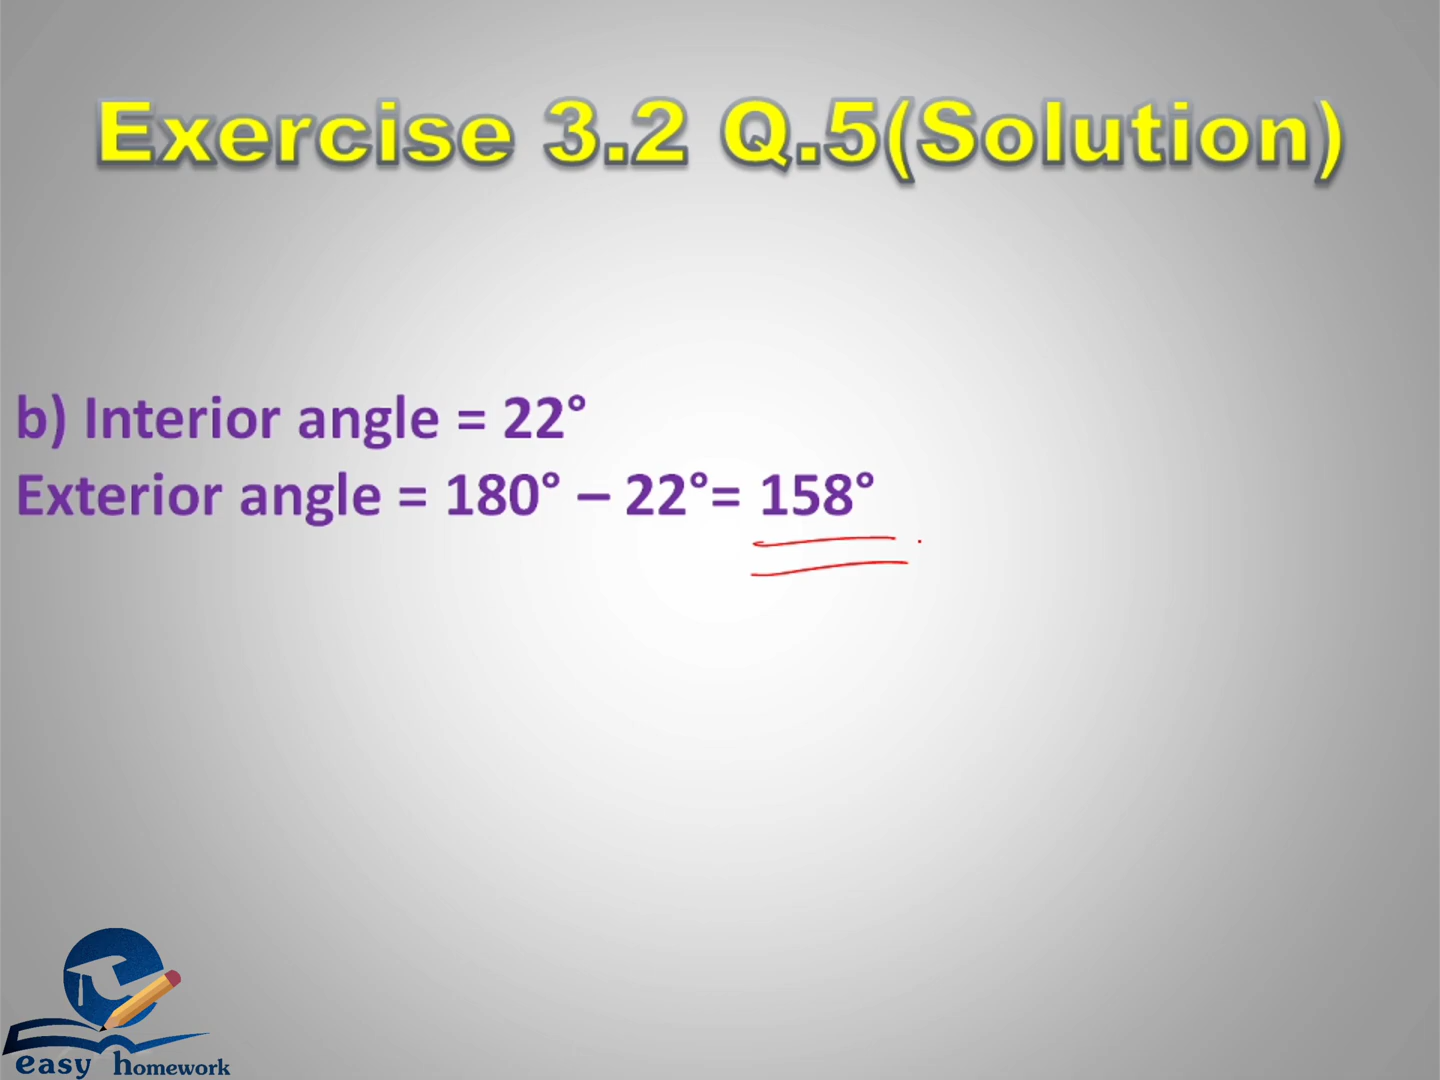 Exercise 3.2 Q.5(Solution)
b) Interior angle = 22°
Exterior angle = 180° – 22°= 158°
easy homework